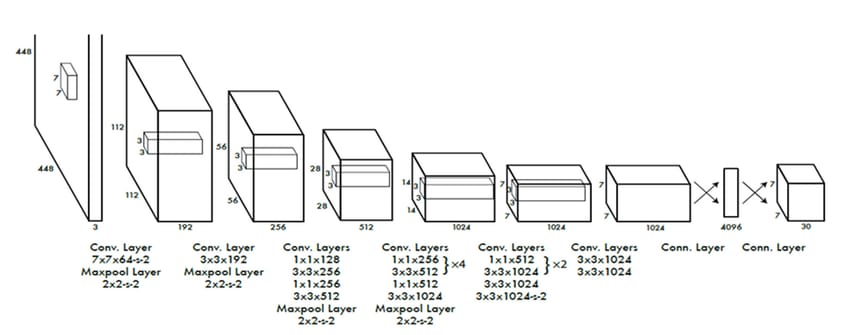 448
7
7
448
3
112
3
3
112
192
56
3
3
56
256
28
3
3
28
512
14
3
3
14
1024
7
3
3
7
1024
7
7
1024
4096
7
7
30
Conv. Layer
7x7x64-s-2
Maxpool Layer
2x2-s-2
Conv. Layer
3x3x192
Maxpool Layer
2x2-s-2
Conv. Layers
1x1x128
3x3x256
1x1x256
3x3x512
Maxpool Layer
2x2-s-2
Conv. Layers
1x1x256
3x3x512
}x4
1x1x512
3x3x1024
Maxpool Layer
2x2-s-2
Conv. Layers
1x1x512
3x3x1024
}x2
3x3x1024
3x3x1024-s-2
Conv. Layers
3x3x1024
3x3x1024
Conn. Layer
Conn. Layer